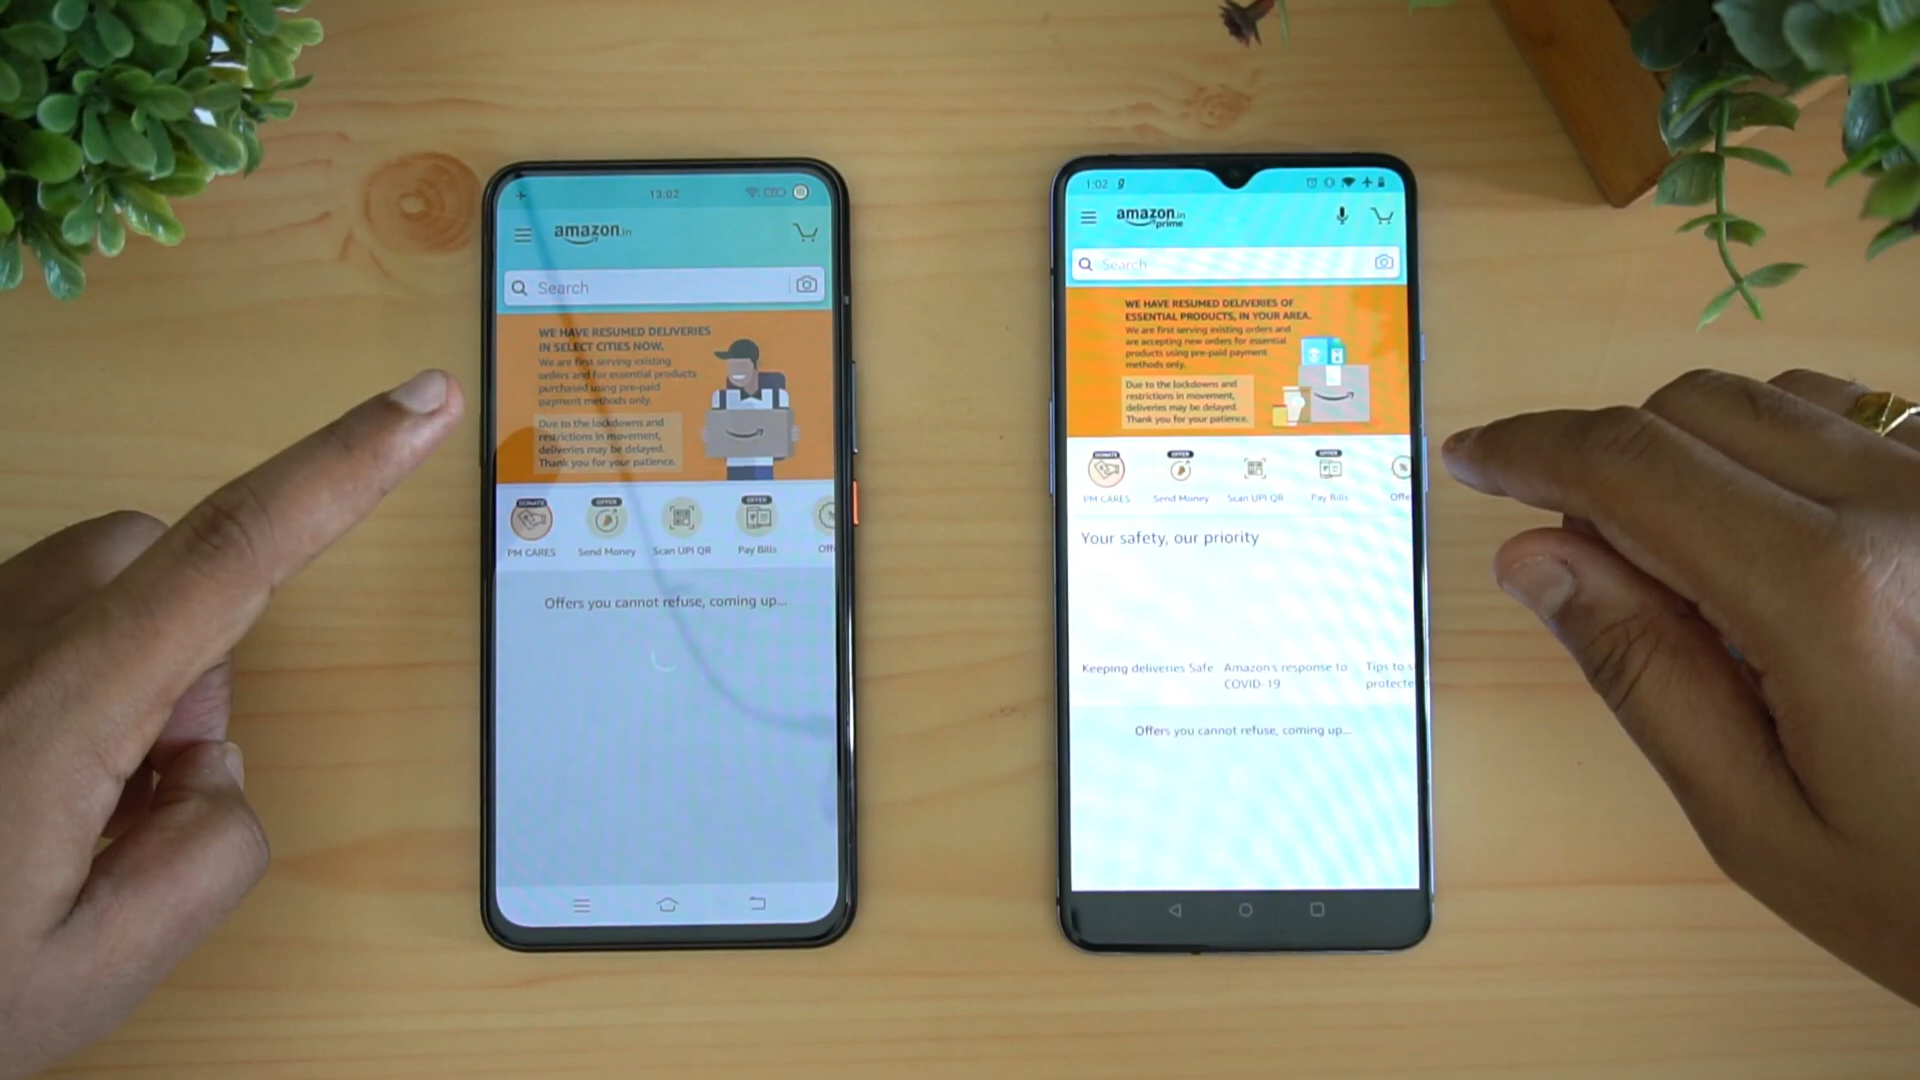 13:02
amazon.in
Search
WE HAVE RESUMED DELIVERIES
IN SELECT CITIES NOW.
We are first serving existing
orders and for essential products
purchased using pre-paid
payment methods only.
Due to the lockdowns and
restrictions in movement,
deliveries may be delayed.
Thank you for your patience.
DONATE
OFFER
OFFER
PM CARES
Send Money
Scan UPI QR
Pay Bills
Off
Offers you cannot refuse, coming up...
1:02 g
amazon.in
prime
Search
WE HAVE RESUMED DELIVERIES OF
ESSENTIAL PRODUCTS, IN YOUR AREA.
We are first serving existing orders and
are accepting new orders for essential
products using pre-paid payment
methods only.
Due to the lockdowns and
restrictions in movement,
deliveries may be delayed.
Thank you for your patience.
DONATE
OFFER
OFFER
PM CARES
Send Money
Scan UPI QR
Pay Bills
Offe
Your safety, our priority
Keeping deliveries Safe
Amazon's response to
COVID-19
Tips to s
protecte
Offers you cannot refuse, coming up...